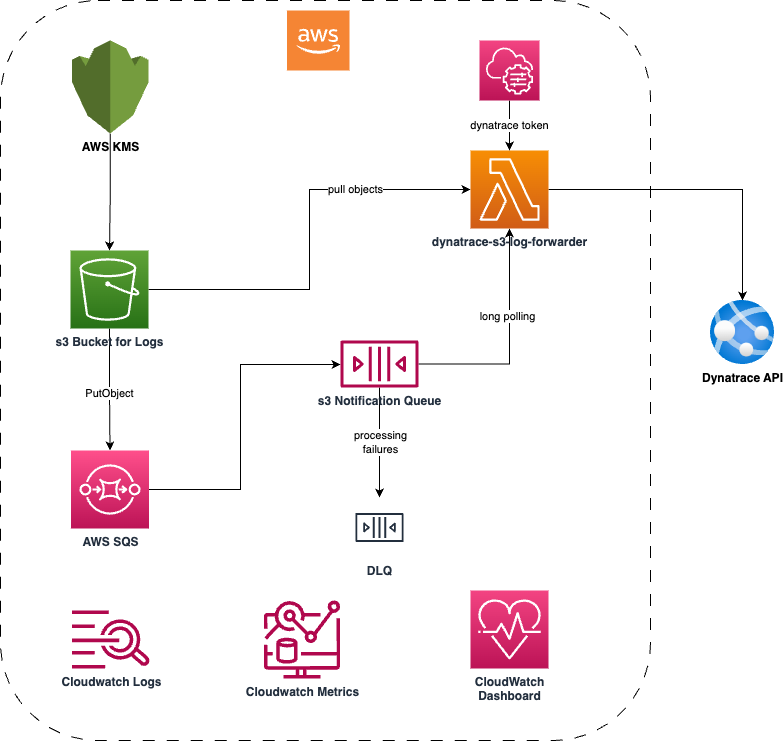 aws
dynatrace token
AWS KMS
pull objects
dynatrace-s3-log-forwarder
long polling
s3 Bucket for Logs
Dynatrace API
PutObject
s3 Notification Queue
processing
failures
AWS SQS
DLQ
Cloudwatch Logs
Cloudwatch Metrics
CloudWatch
Dashboard